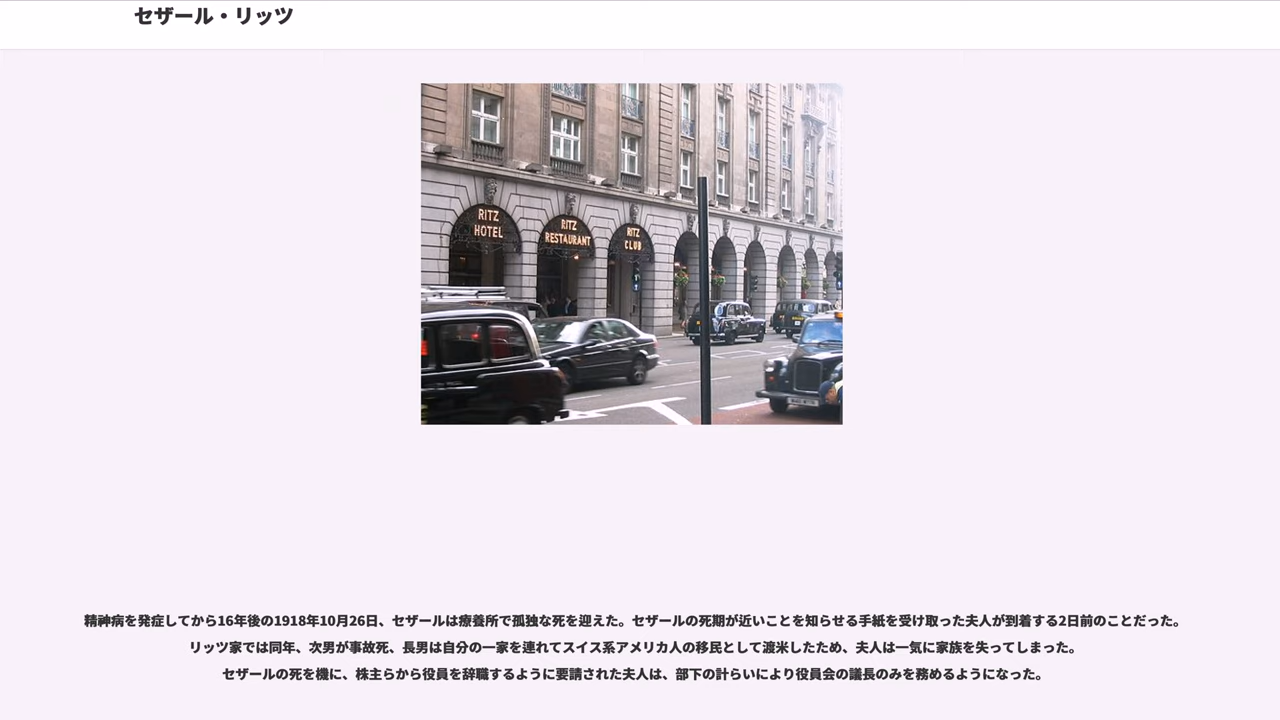 セザール・リッツ
RITZ
HOTEL
RITZ
RESTAURANT
RITZ
CLUB
精神病を発症してから16年後の1918年10月26日、セザールは療養所で孤独な死を迎えた。セザールの死期が近いことを知らせる手紙を受け取った夫人が到着する2日前のことだった。
リッツ家では同年、次男が事故死、長男は自分の一家を連れてスイス系アメリカ人の移民として渡米したため、夫人は一気に家族を失ってしまった。
セザールの死を機に、株主らから役員を辞職するように要請された夫人は、部下の計らいにより役員会の議長のみを務めるようになった。